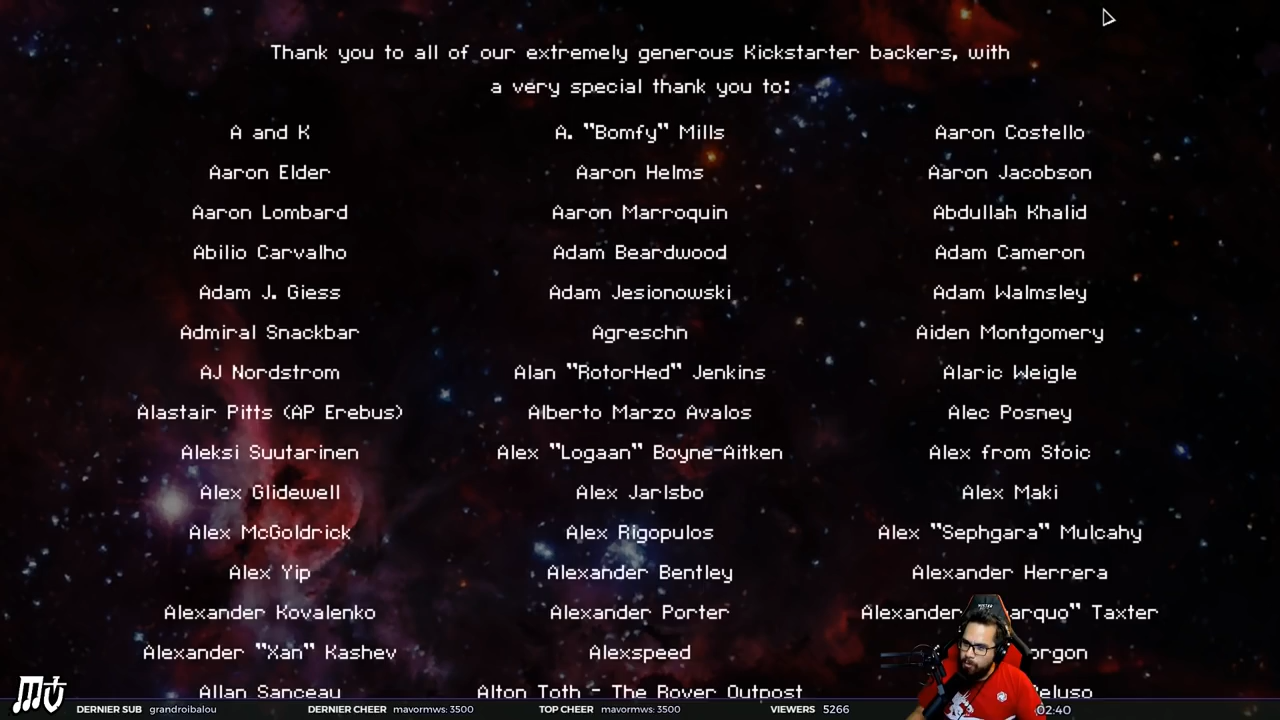 Thank you to all of our extremely generous Kickstarter backers, with
a very special thank you to:
A and K A. "Bomfy" Mills Aaron Costello
Aaron Elder Aaron Helms Aaron Jacobson
Aaron Lombard Aaron Marroquin Abdullah Khalid
Abilio Carvalho Adam Beardwood Adam Cameron
Adam J. Giess Adam Jesionowski Adam Walmsley
Admiral Snackbar Agreschn Aiden Montgomery
AJ Nordstrom Alan "RotorHed" Jenkins Alaric Weigle
Alastair Pitts (AP Erebus) Alberto Marzo Avalos Alec Posney
Aleksi Suutarinen Alex "Logaan" Boyne-Aitken Alex from Stoic
Alex Glidewell Alex Jarlsbo Alex Maki
Alex McGoldrick Alex Rigopulos Alex "Sephgara" Mulcahy
Alex Yip Alexander Bentley Alexander Herrera
Alexander Kovalenko Alexander Porter Alexander Taxter
Alexander "Xan" Kashev Alexspeed
Allan Sanceau Alton Toth - The Rover Outpost
DERNIER SUB grandroibalou DERNIER CHEER mavormws: 3500 TOP CHEER mavormws: 3500 VIEWERS 5266 02:40